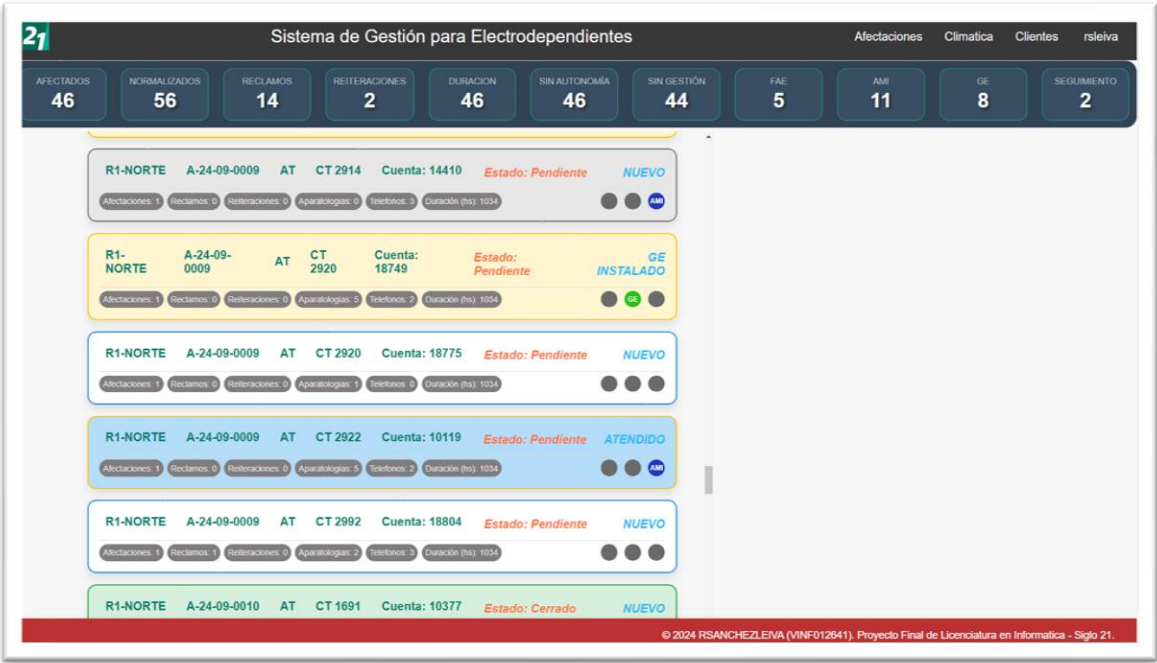 21 Sistema de Gestión para Electrodependientes Afectaciones Climatica Clientes rsleiva
AFECTADOS NORMALIZADOS RECLAMOS REITERACIONES DURACION SIN AUTONOMÍA SIN GESTIÓN FAE AMI GE SEGUIMIENTO
46 56 14 2 46 46 44 5 11 8 2
R1-NORTE A-24-09-0009 AT CT 2914 Cuenta: 14410 Estado: Pendiente NUEVO
Afectaciones: 1 Reclamos: 0 Reiteraciones: 0 Aparatologias: 0 Telefonos: 3 Duración (hs): 1034 AMI
R1- A-24-09- AT CT Cuenta: Estado: GE
NORTE 0009 2920 18749 Pendiente INSTALADO
Afectaciones: 1 Reclamos: 0 Reiteraciones: 0 Aparatologias: 5 Telefonos: 2 Duración (hs): 1034 GE
R1-NORTE A-24-09-0009 AT CT 2920 Cuenta: 18775 Estado: Pendiente NUEVO
Afectaciones: 1 Reclamos: 0 Reiteraciones: 0 Aparatologias: 1 Telefonos: 0 Duración (hs): 1034
R1-NORTE A-24-09-0009 AT CT 2922 Cuenta: 10119 Estado: Pendiente ATENDIDO
Afectaciones: 1 Reclamos: 0 Reiteraciones: 0 Aparatologias: 5 Telefonos: 2 Duración (hs): 1034 AMI
R1-NORTE A-24-09-0009 AT CT 2992 Cuenta: 18804 Estado: Pendiente NUEVO
Afectaciones: 1 Reclamos: 1 Reiteraciones: 0 Aparatologias: 2 Telefonos: 3 Duración (hs): 1034
R1-NORTE A-24-09-0010 AT CT 1691 Cuenta: 10377 Estado: Cerrado NUEVO
© 2024 RSANCHEZLEIVA (VINF012641). Proyecto Final de Licenciatura en Informatica - Siglo 21.